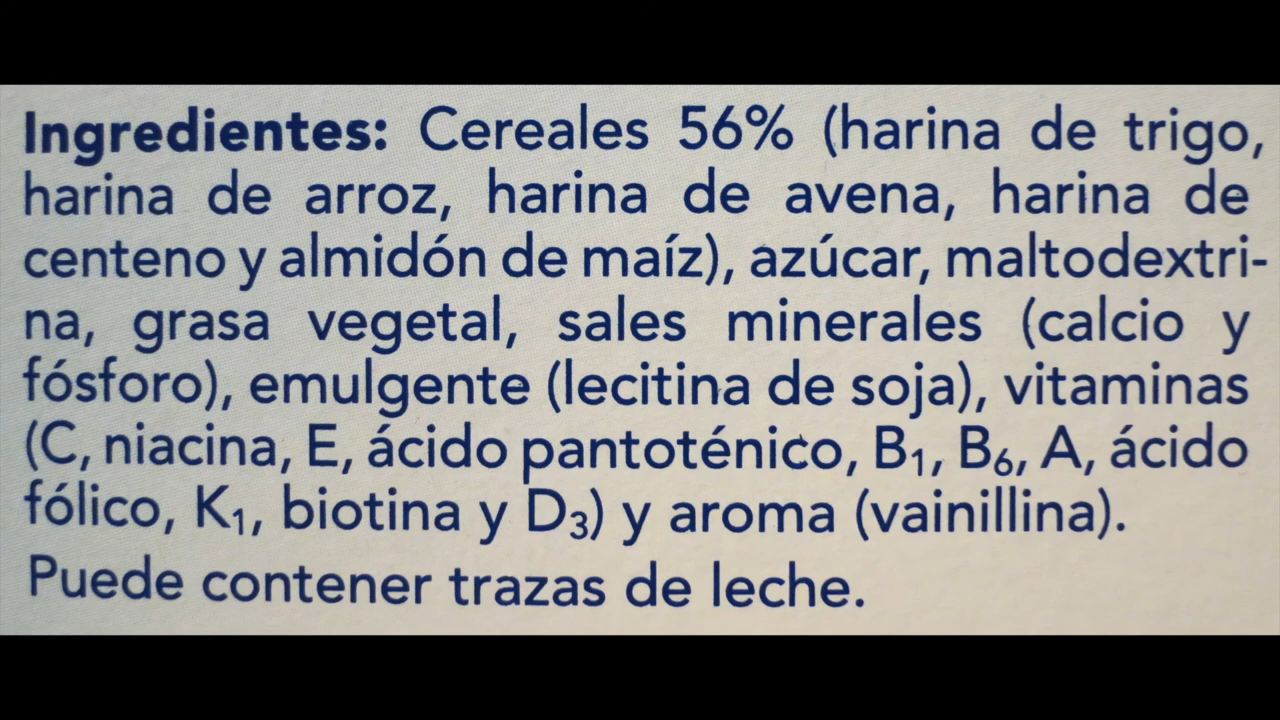 Ingredientes: Cereales 56% (harina de trigo,
harina de arroz, harina de avena, harina de
centeno y almidón de maíz), azúcar, maltodextri-
na, grasa vegetal, sales minerales (calcio y
fósforo), emulgente (lecitina de soja), vitaminas
(C, niacina, E, ácido pantoténico, B₁, B₆, A, ácido
fólico, K₁, biotina y D₃) y aroma (vainillina).
Puede contener trazas de leche.